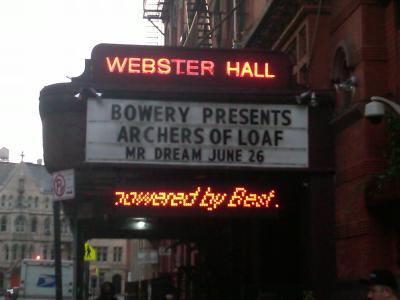 WEBSTER HALL
BOWERY PRESENTS
ARCHERS OF LOAF
MR DREAM JUNE 26
powered by Best